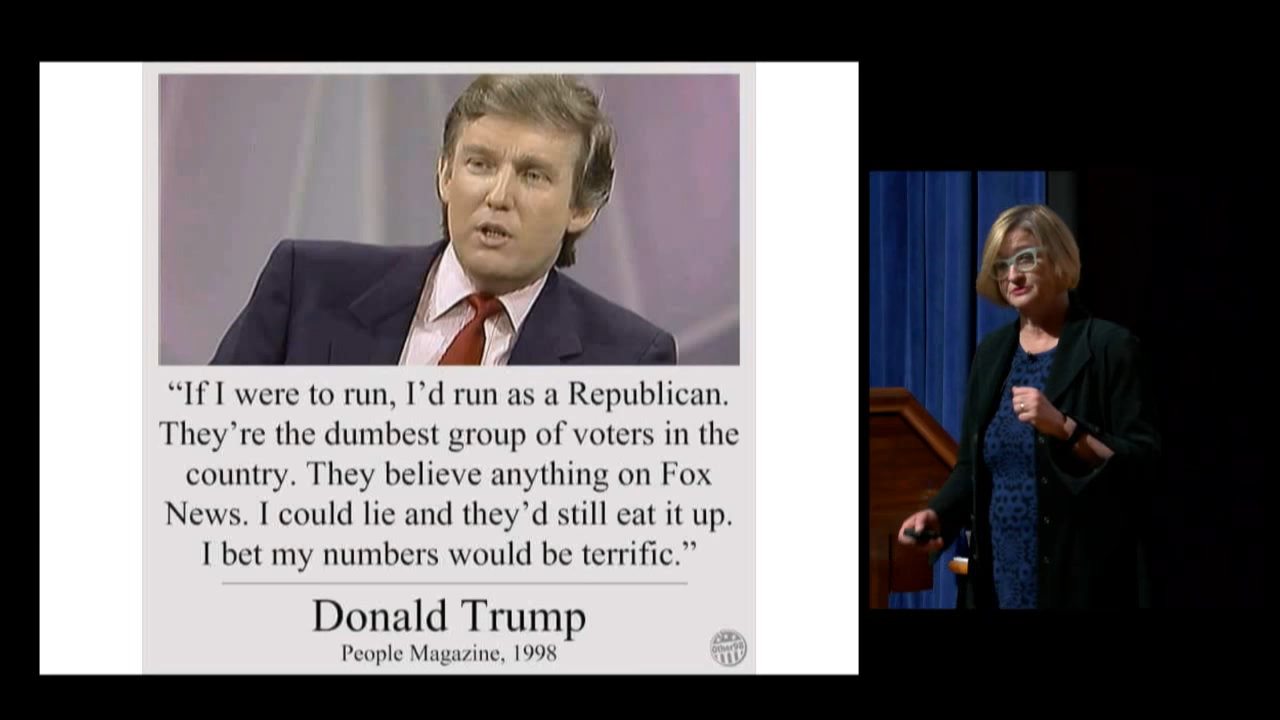 “If I were to run, I’d run as a Republican.
They’re the dumbest group of voters in the
country. They believe anything on Fox
News. I could lie and they’d still eat it up.
I bet my numbers would be terrific.”
Donald Trump
People Magazine, 1998
Other98